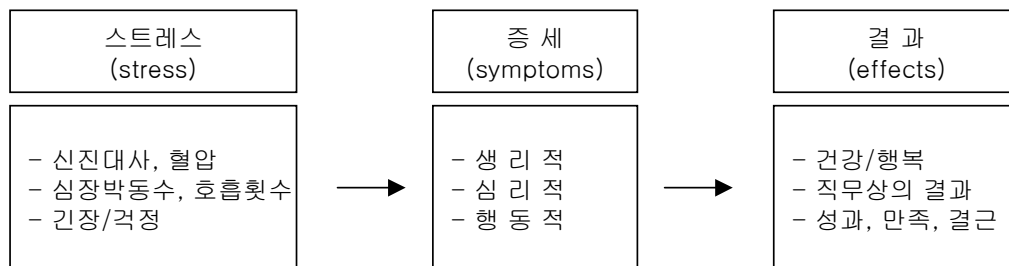 스트레스
(stress)
- 신진대사, 혈압
- 심장박동수, 호흡횟수
- 긴장/걱정
증 세
(symptoms)
- 생 리 적
- 심 리 적
- 행 동 적
결 과
(effects)
- 건강/행복
- 직무상의 결과
- 성과, 만족, 결근